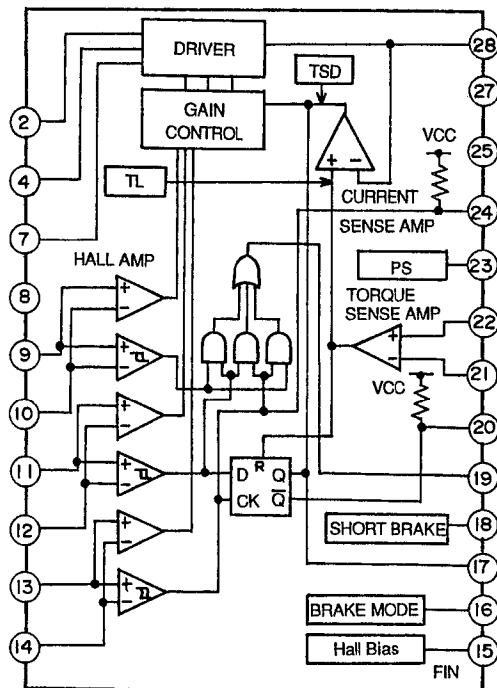 DRIVER
28
TSD
2
27
GAIN
CONTROL
VCC
25
4
TL
CURRENT
SENSE AMP
24
7
HALL AMP
PS
23
8
TORQUE
SENSE AMP
22
9
VCC
21
10
20
11
D R Q
CK Q
19
12
SHORT BRAKE
18
17
13
BRAKE MODE
16
14
Hall Bias
15
FIN